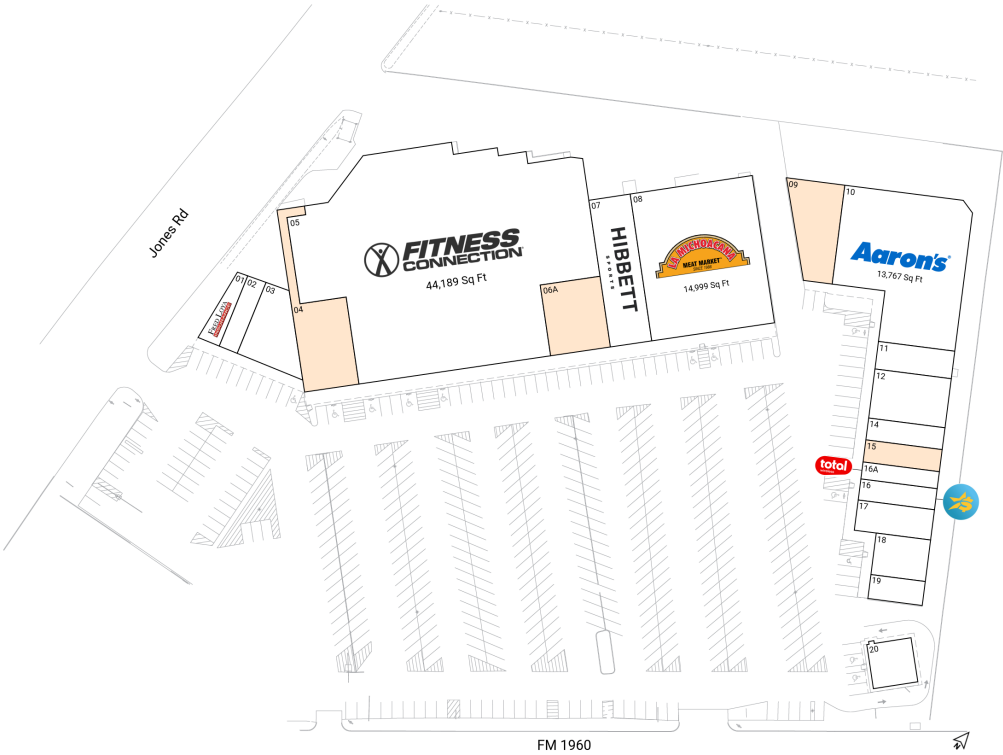 Jones Rd
01
02
03
FRED LOYA
04
05
FITNESS
CONNECTION
44,189 Sq Ft
06A
07
HIBBETT
SPORTS
08
LA MICHOACANA
MEAT MARKET
14,999 Sq Ft
09
10
Aaron's
13,767 Sq Ft
11
12
14
15
16A
total
16
17
18
19
20
FM 1960